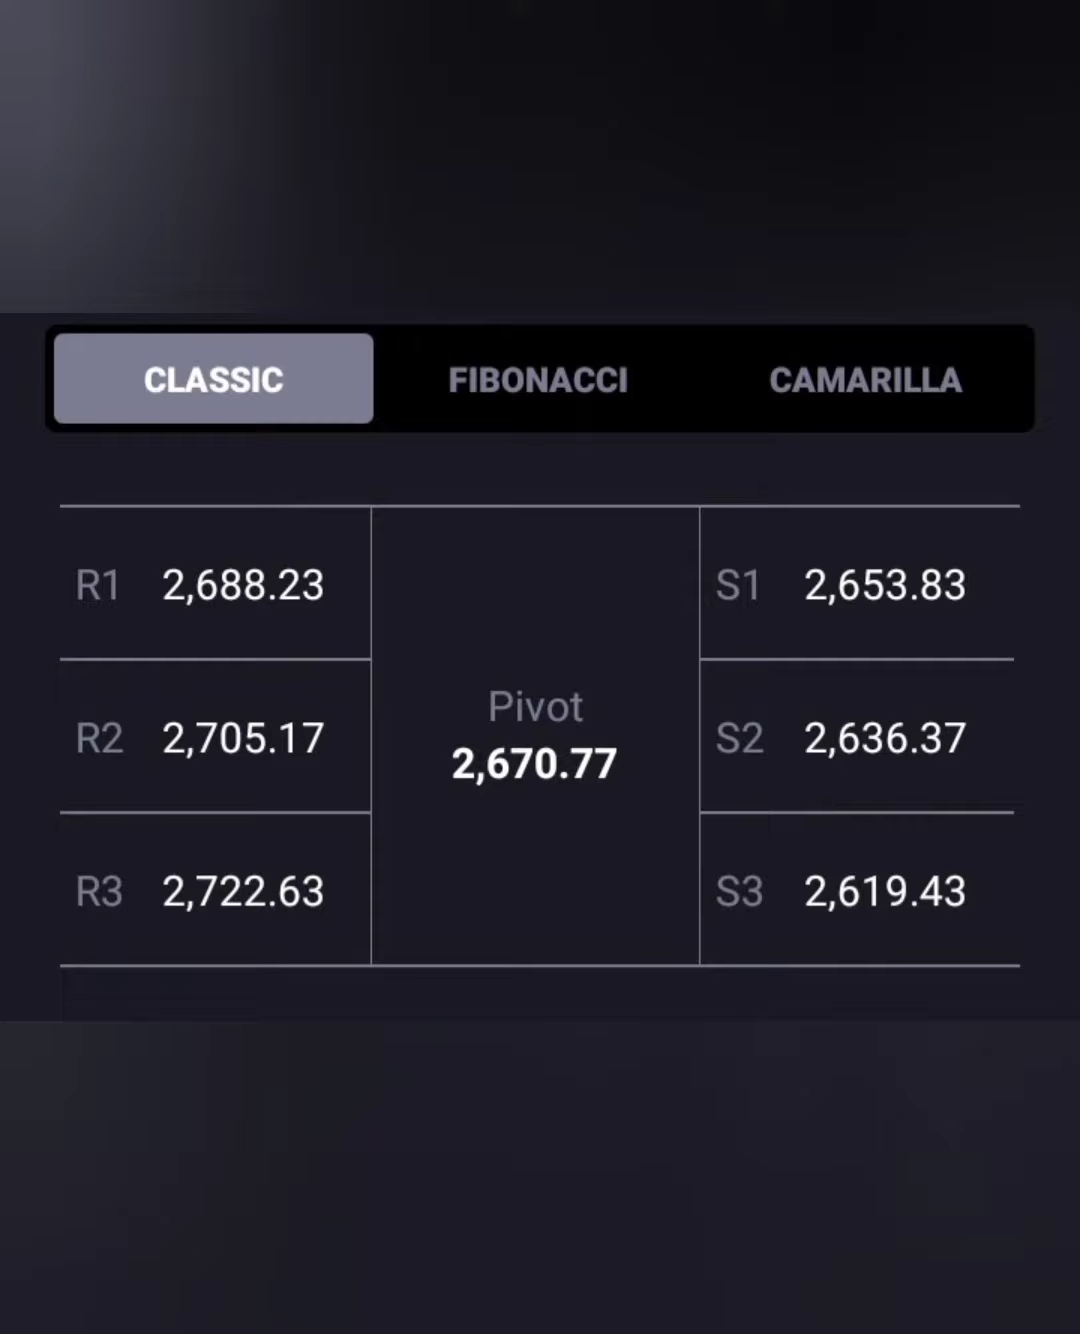 CLASSIC FIBONACCI CAMARILLA
R1 2,688.23
R2 2,705.17
R3 2,722.63
Pivot
2,670.77
S1 2,653.83
S2 2,636.37
S3 2,619.43